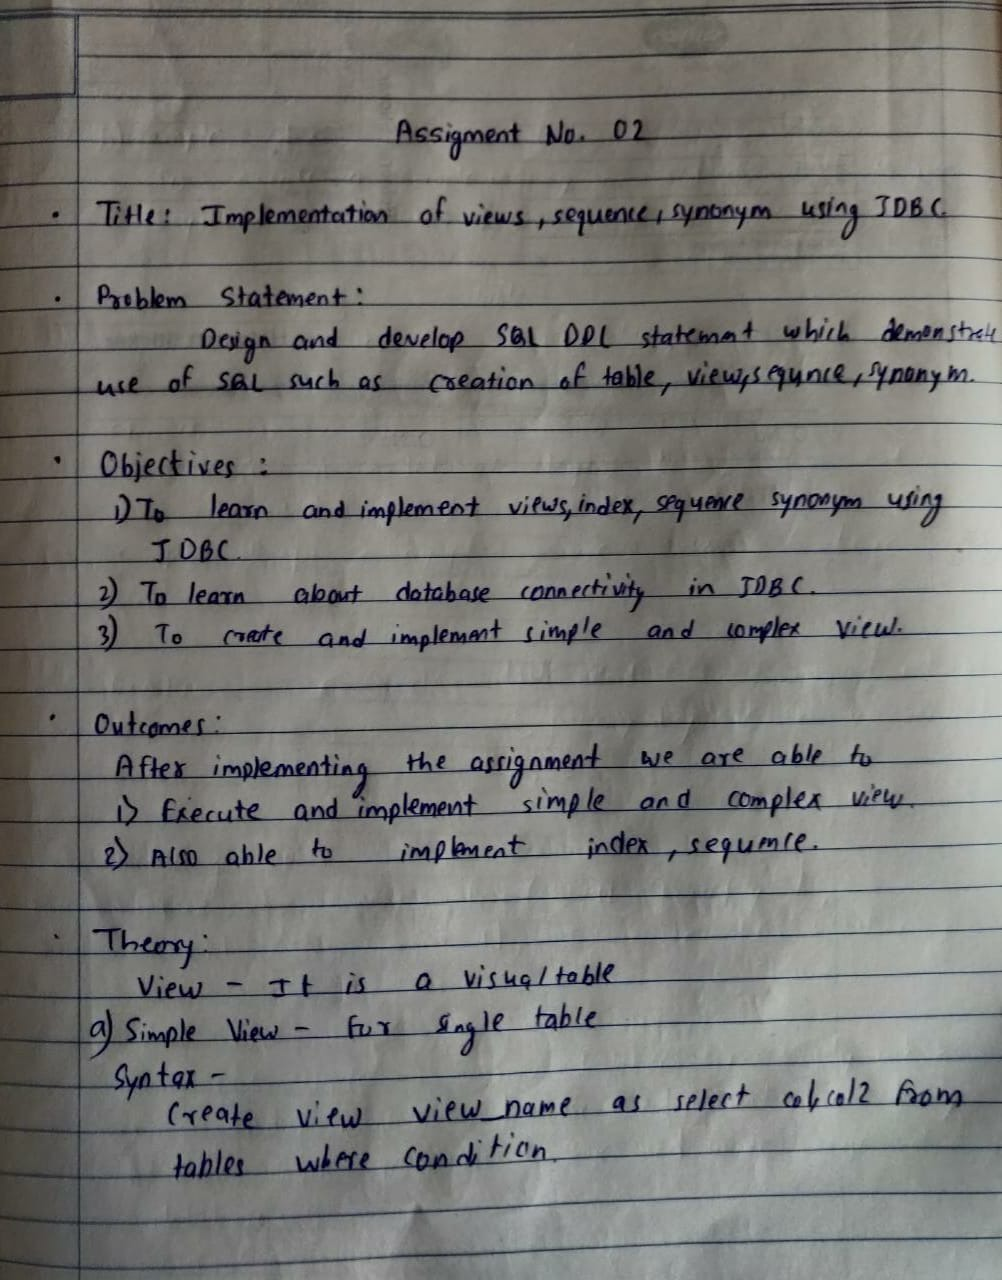 Assigment No. 02
Title: Implementation of views, sequence, synonym using JDBC.
Problem Statement:
Design and develop SQL DDL statemnt which demonstrate
use of SQL such as creation of table, view, sequnce, synonym.
Objectives :
1) To learn and implement views, index, sequence synonym using
JDBC.
2) To learn about database connectivity in JDBC.
3) To create and implement simple and complex view.
Outcomes:
After implementing the assignment we are able to
1) Execute and implement simple and complex view.
2) Also able to implement index, sequnce.
Theory:
View - It is a visual table
a) Simple View - For single table
Syntax -
Create view view_name as select col, col2 from
tables where condition.